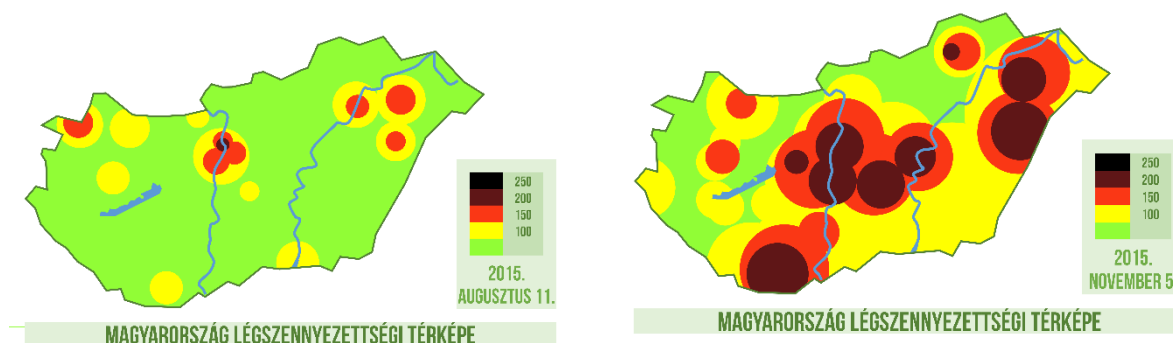 250
200
150
100
2015.
AUGUSZTUS 11.
MAGYARORSZÁG LÉGSZENNYEZETTSÉGI TÉRKÉPE
250
200
150
100
2015.
NOVEMBER 5
MAGYARORSZÁG LÉGSZENNYEZETTSÉGI TÉRKÉPE